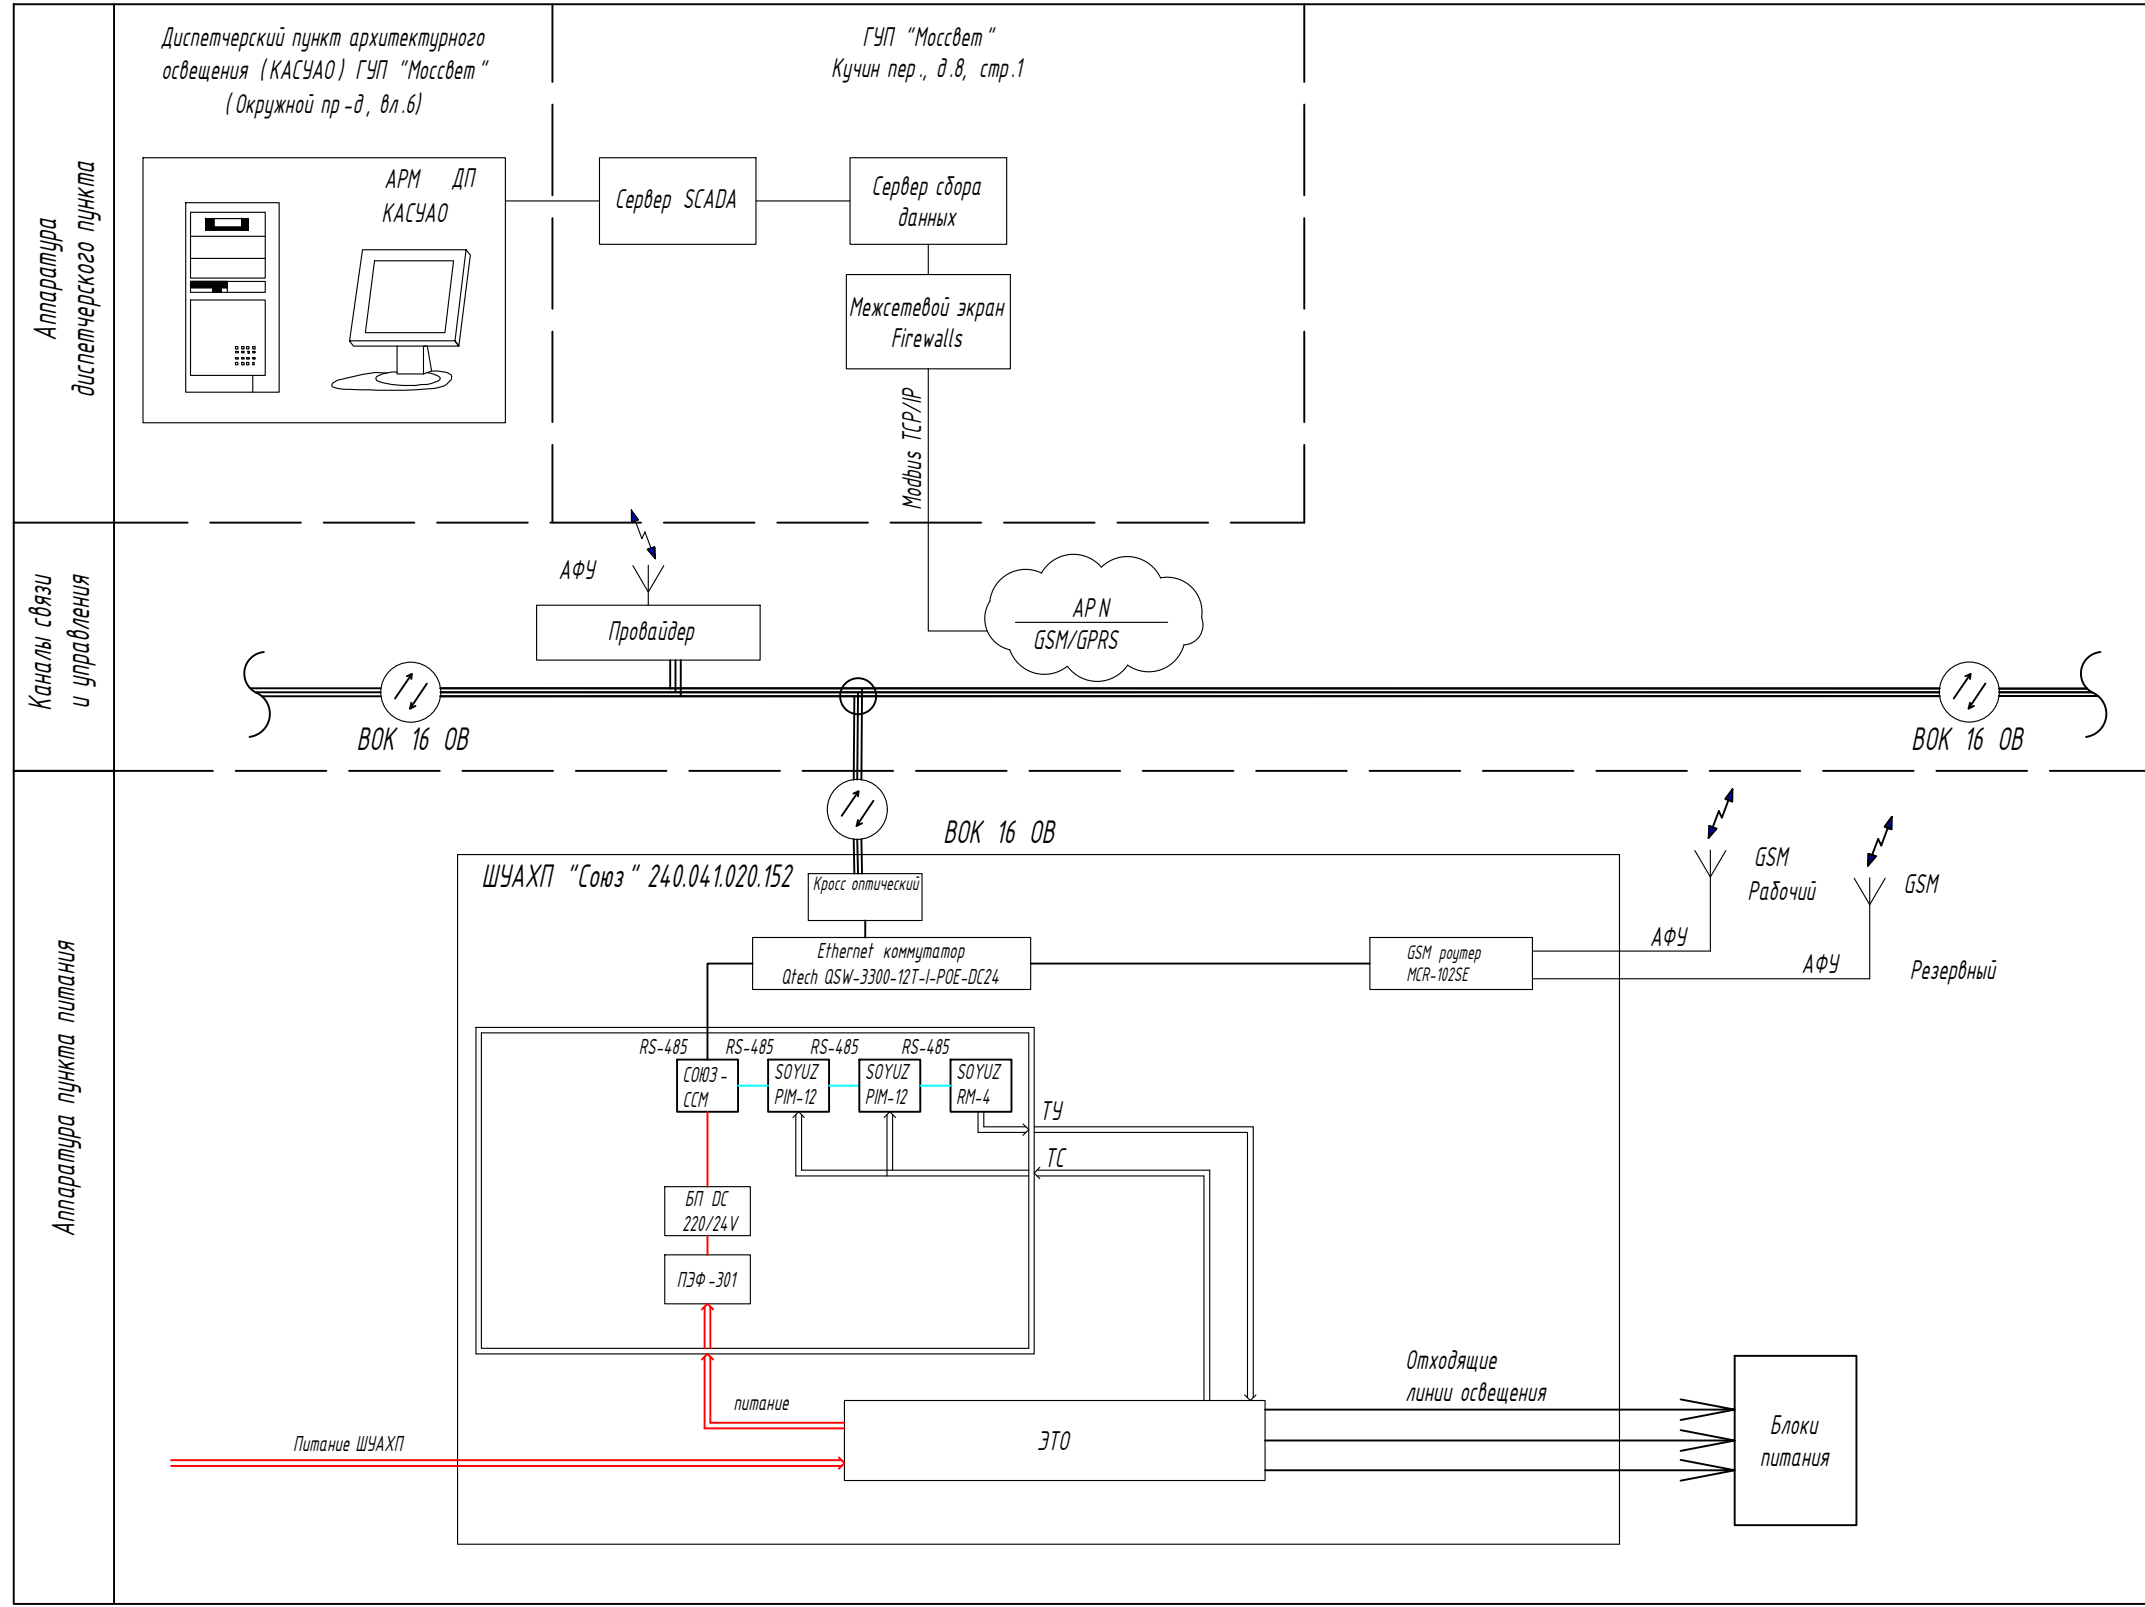 Аппаратура
диспетчерского пункта
Диспетчерский пункт архитектурного
освещения (КАСУАО) ГУП "Моссвет"
(Окружной пр-д, вл.6)
ГУП "Моссвет"
Кучин пер., д.8, стр.1
АРМ ДП
КАСУАО
Сервер SCADA
Сервер сбора
данных
Межсетевой экран
Firewalls
Modbus TCP/IP
Каналы связи
и управления
АФУ
Провайдер
APN
GSM/GPRS
ВОК 16 ОВ
ВОК 16 ОВ
Аппаратура пункта питания
ВОК 16 ОВ
ШУАХП "Союз" 240.041.020.152
Кросс оптический
Ethernet коммутатор
Qtech QSW-3300-12T-I-POE-DC24
GSM роутер
MCR-102SE
АФУ
GSM
Рабочий
АФУ
GSM
Резервный
RS-485 RS-485 RS-485 RS-485
СОЮЗ-
ССМ
SOYUZ
PIM-12
SOYUZ
PIM-12
SOYUZ
RM-4
ТУ
ТС
БП DC
220/24V
ПЭФ-301
питание
Питание ШУАХП
ЭТО
Отходящие
линии освещения
Блоки
питания